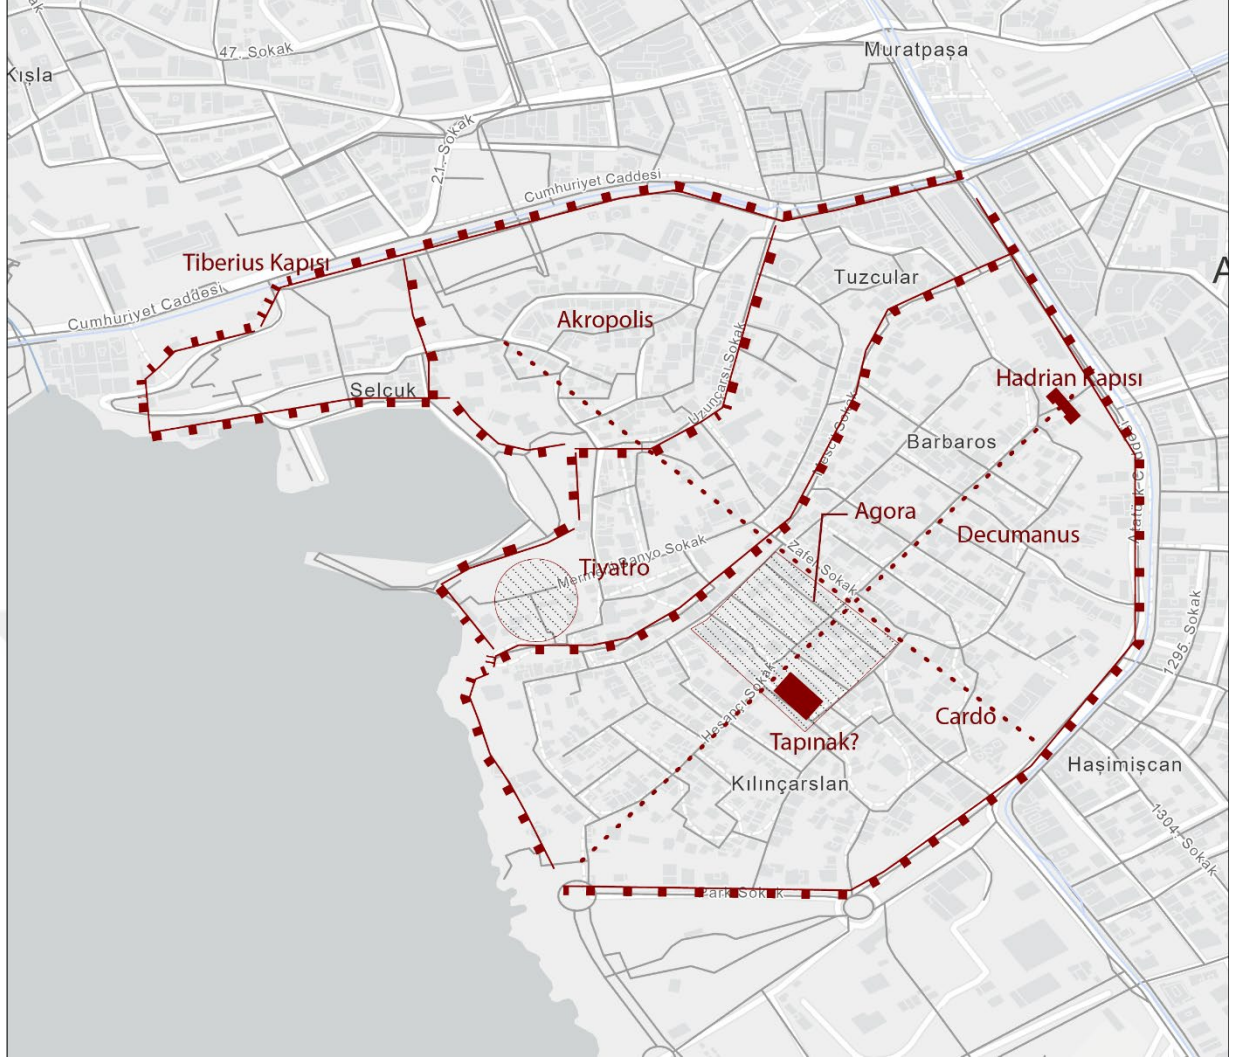 47. Sokak
Muratpaşa
Kışla
21. Sokak
Cumhuriyet Caddesi
Tiberius Kapısı
Tuzcular
A
Cumhuriyet Caddesi
Akropolis
Uzunçarşı Sokak
Selçuk
Hadrian Kapısı
Barbaros
Agora
Decumanus
Zafer Sokak
Mermerli Banyo Sokak
Tiyatro
1295. Sokak
Hesapçı Sokak
Cardo
Tapınak?
Kılınçarslan
Haşimişcan
1304. Sokak
Park Sokak